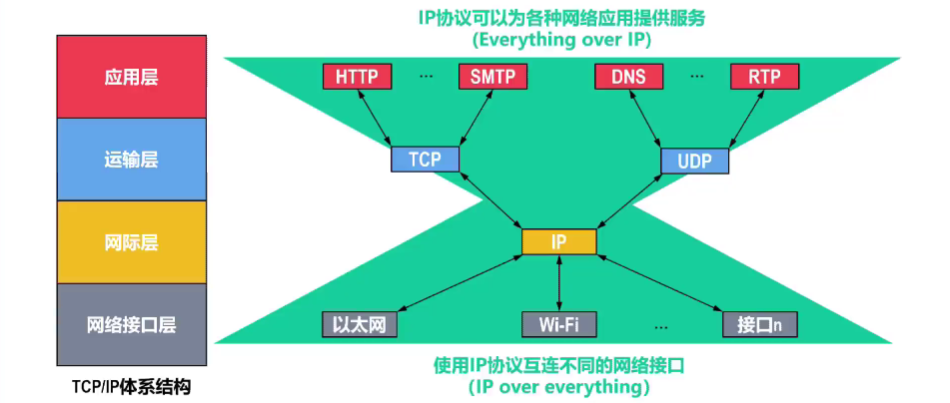 IP协议可以为各种网络应用提供服务
(Everything over IP)
应用层
HTTP ... SMTP DNS ... RTP
运输层
TCP UDP
网际层
IP
网络接口层
以太网 Wi-Fi ... 接口n
使用IP协议互连不同的网络接口
(IP over everything)
TCP/IP体系结构